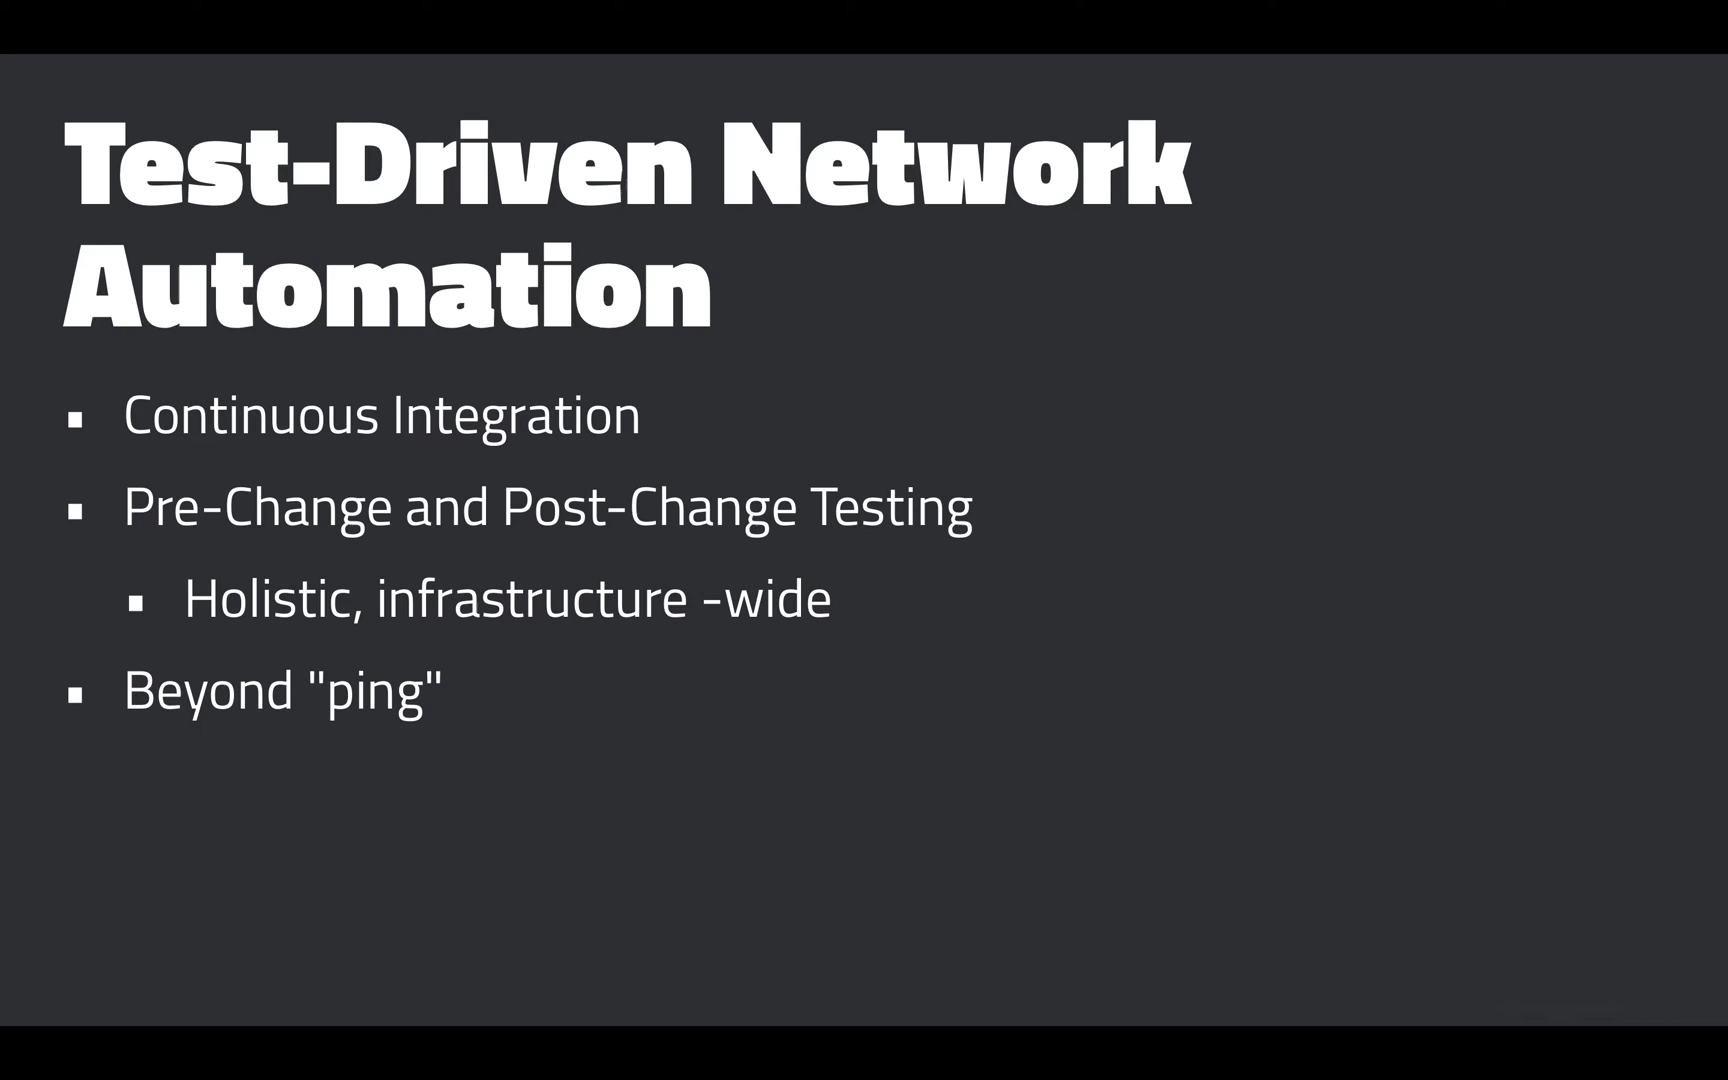 Test-Driven Network
Automation
▪ Continuous Integration
▪ Pre-Change and Post-Change Testing
▪ Holistic, infrastructure -wide
▪ Beyond "ping"